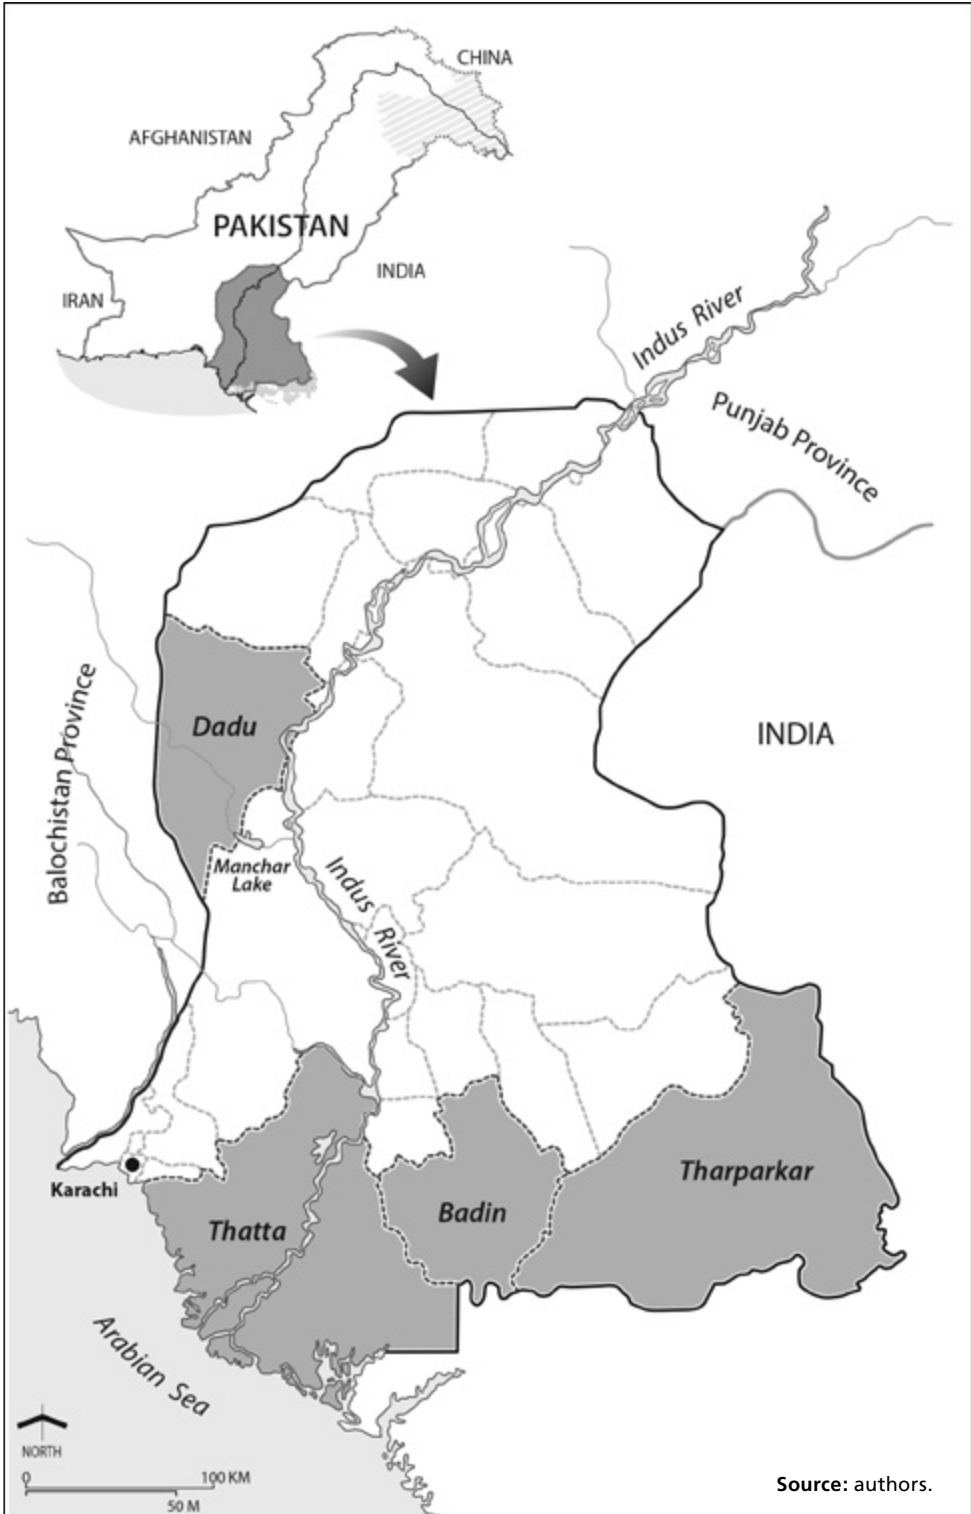 CHINA
AFGHANISTAN
PAKISTAN
INDIA
IRAN
Indus River
Punjab Province
INDIA
Balochistan Province
Dadu
Manchar
Lake
Indus River
Karachi
Thatta
Badin
Tharparkar
Arabian Sea
NORTH
0 100 KM
50 M
Source: authors.